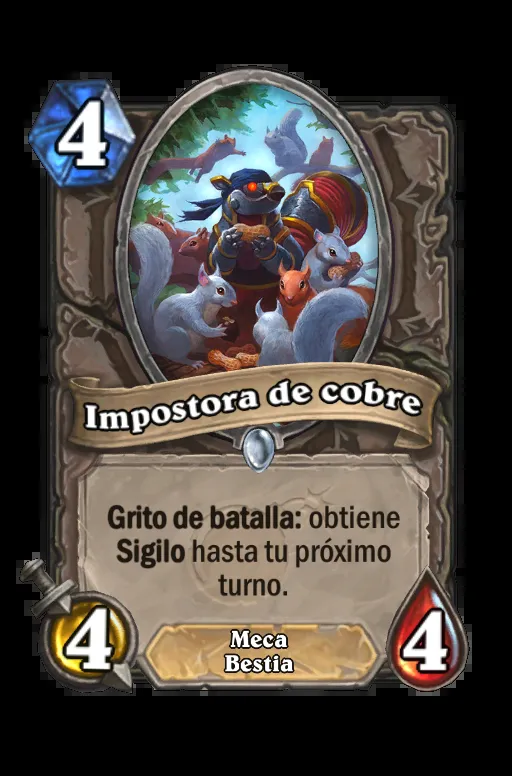 4
Impostora de cobre
Grito de batalla: obtiene
Sigilo hasta tu próximo
turno.
4
Meca
Bestia
4